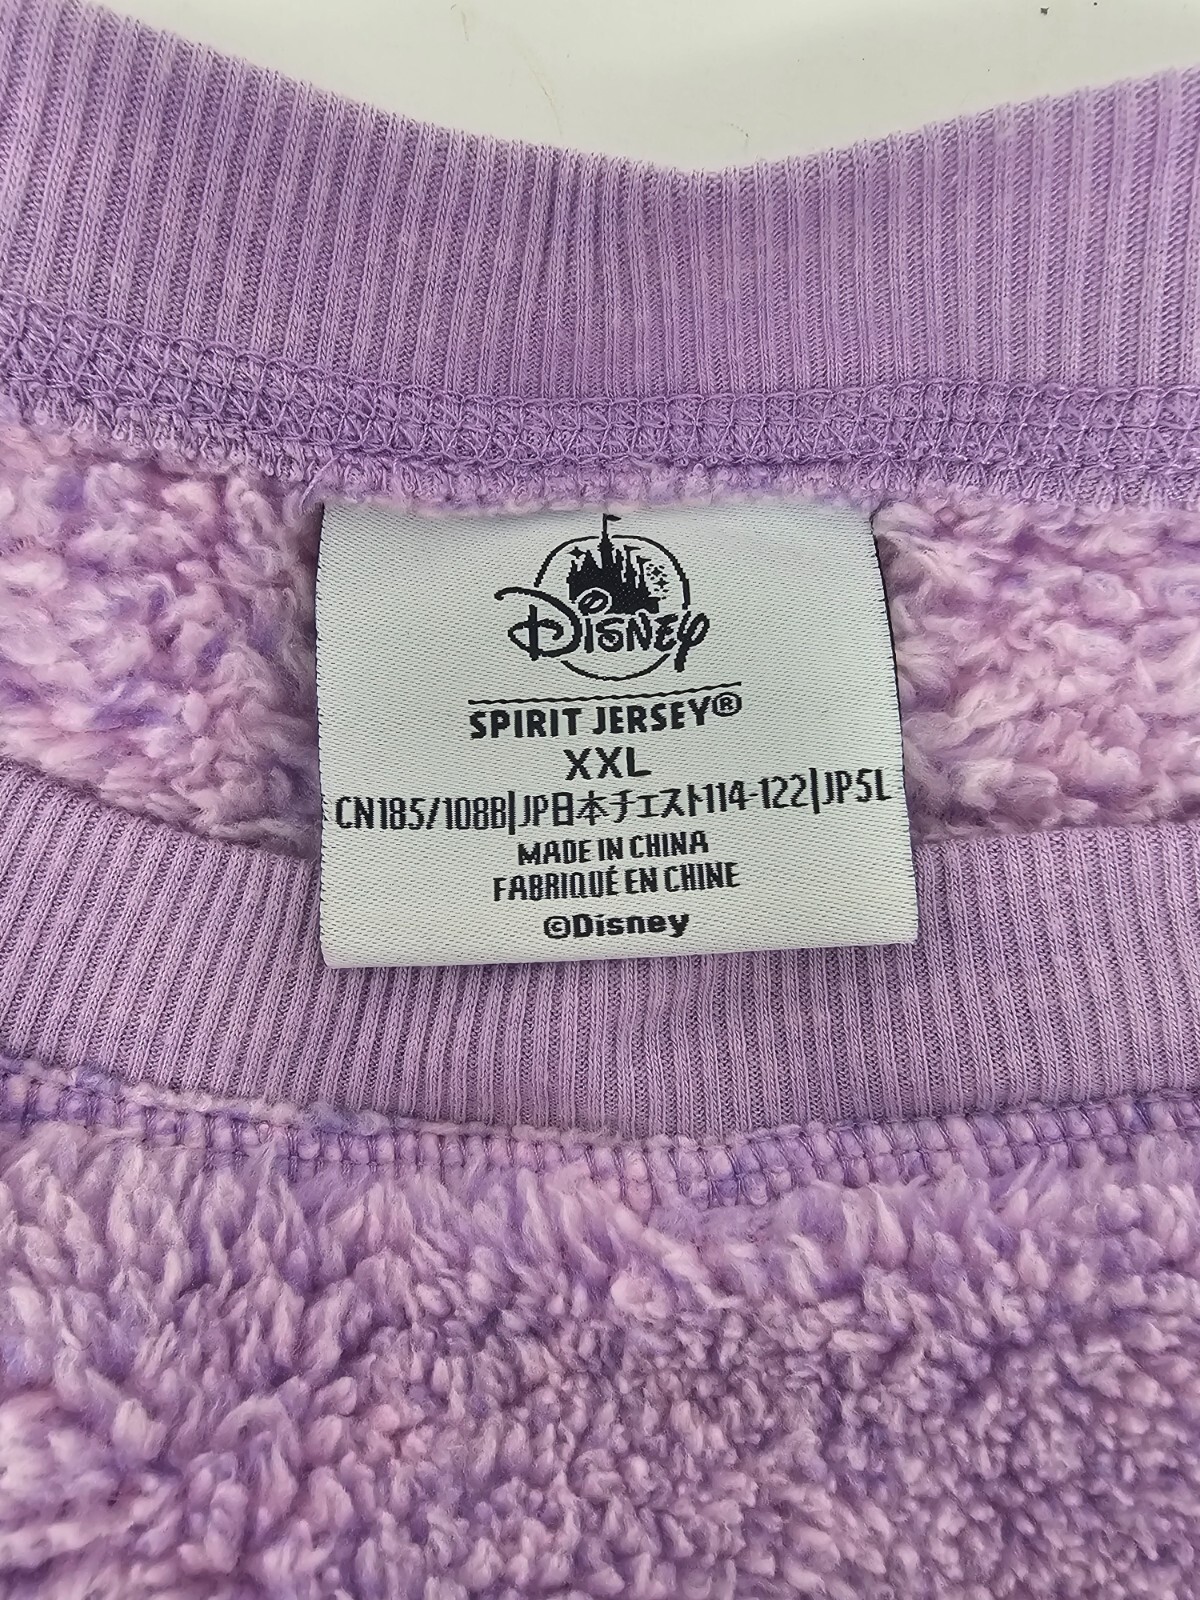 Disney
SPIRIT JERSEY®
XXL
CN185/108B|JP日本チェスト114-122|JP5L
MADE IN CHINA
FABRIQUÉ EN CHINE
©Disney